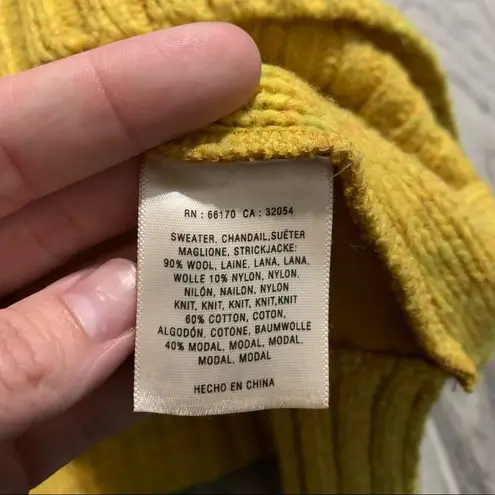 RN : 66170 CA : 32054
SWEATER, CHANDAIL,SUÉTER
MAGLIONE, STRICKJACKE:
90% WOOL, LAINE, LANA, LANA,
WOLLE 10% NYLON, NYLON,
NILÓN, NAILON, NYLON
KNIT, KNIT, KNIT, KNIT,KNIT
60% COTTON, COTON,
ALGODÓN, COTONE, BAUMWOLLE
40% MODAL, MODAL, MODAL,
MODAL, MODAL
HECHO EN CHINA